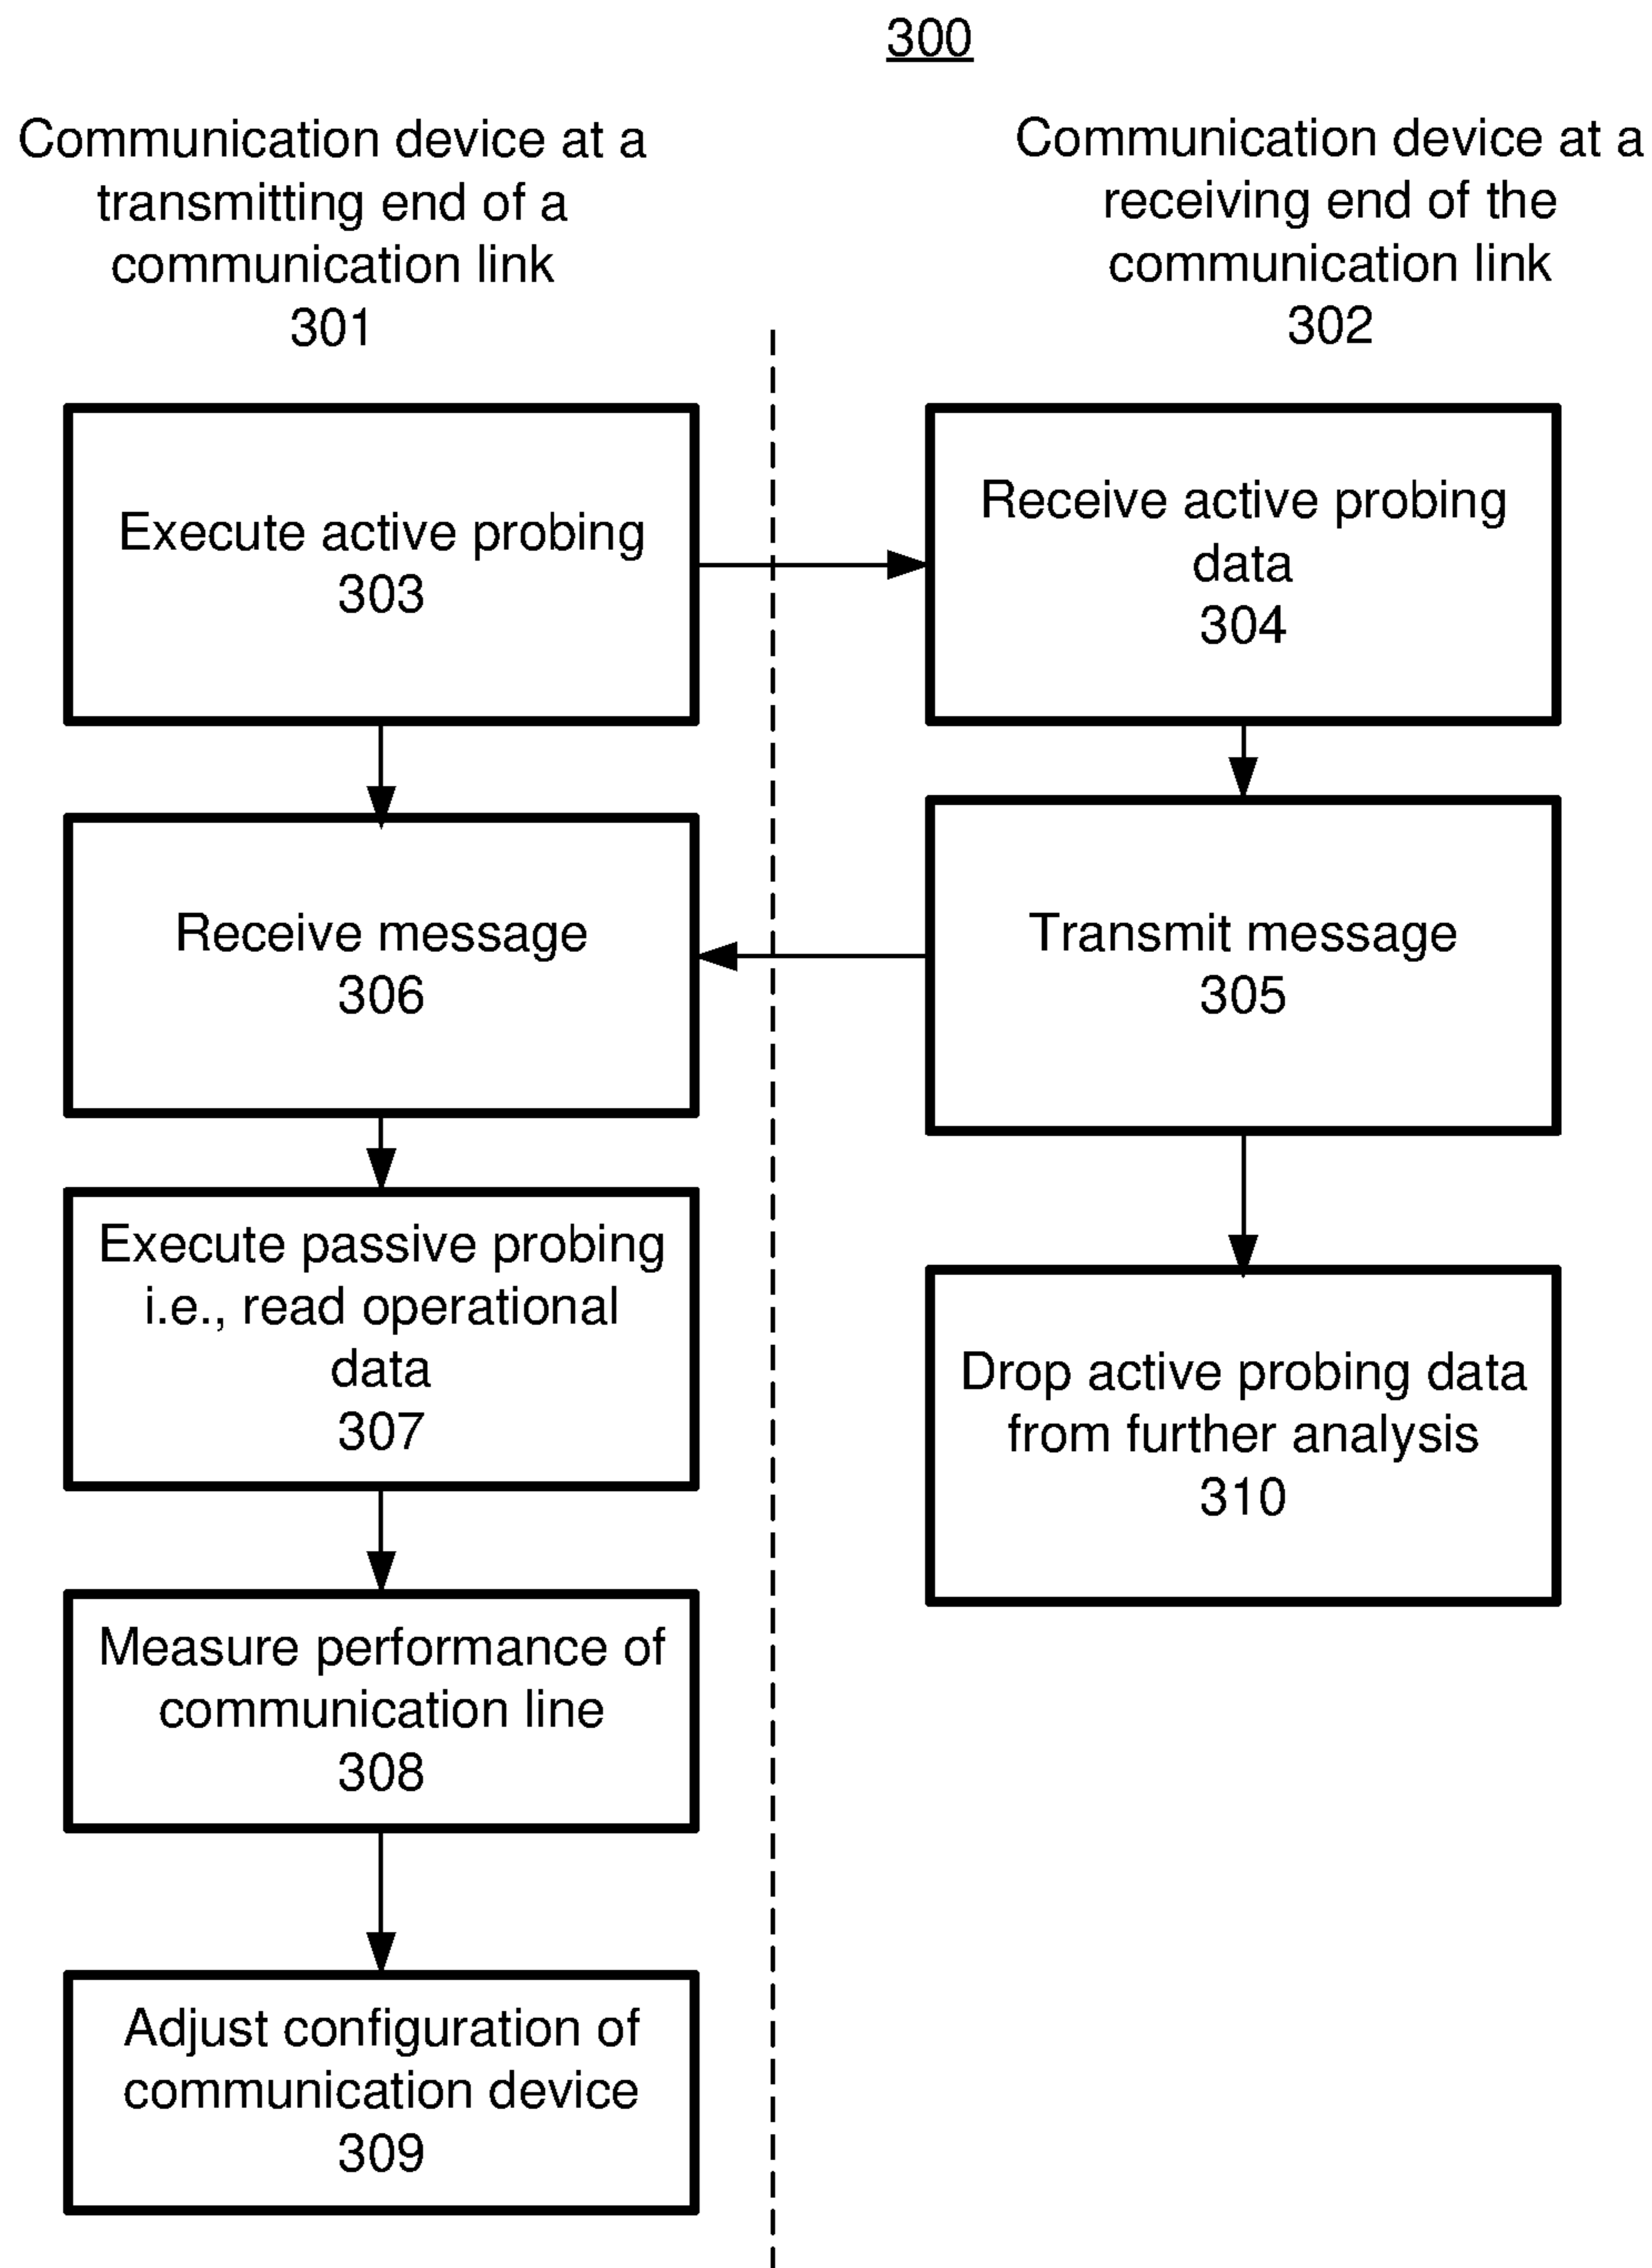 300
Communication device at a
transmitting end of a
communication link
301
Communication device at a
receiving end of the
communication link
302
Execute active probing
303
Receive active probing
data
304
Receive message
306
Transmit message
305
Execute passive probing
i.e., read operational
data
307
Drop active probing data
from further analysis
310
Measure performance of
communication line
308
Adjust configuration of
communication device
309